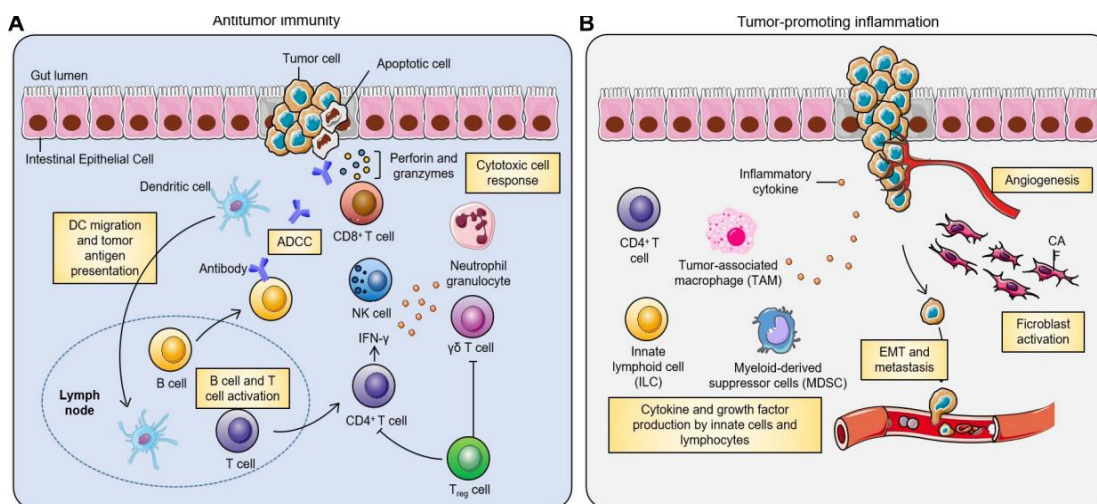 A
Antitumor immunity
Tumor cell
Apoptotic cell
Gut lumen
Intestinal Epithelial Cell
Perforin and
granzymes
Cytotoxic cell
response
Dendritic cell
DC migration
and tomor
antigen
presentation
ADCC
CD8+ T cell
Antibody
Neutrophil
granulocyte
NK cell
IFN-γ
γδ T cell
B cell
B cell and T
cell activation
Lymph
node
CD4+ T cell
T cell
Treg cell
B
Tumor-promoting inflammation
Inflammatory
cytokine
Angiogenesis
CD4+ T
cell
Tumor-associated
macrophage (TAM)
CA
F
Ficroblast
activation
Innate
lymphoid cell
(ILC)
Myeloid-derived
suppressor cells (MDSC)
EMT and
metastasis
Cytokine and growth factor
production by innate cells and
lymphocytes